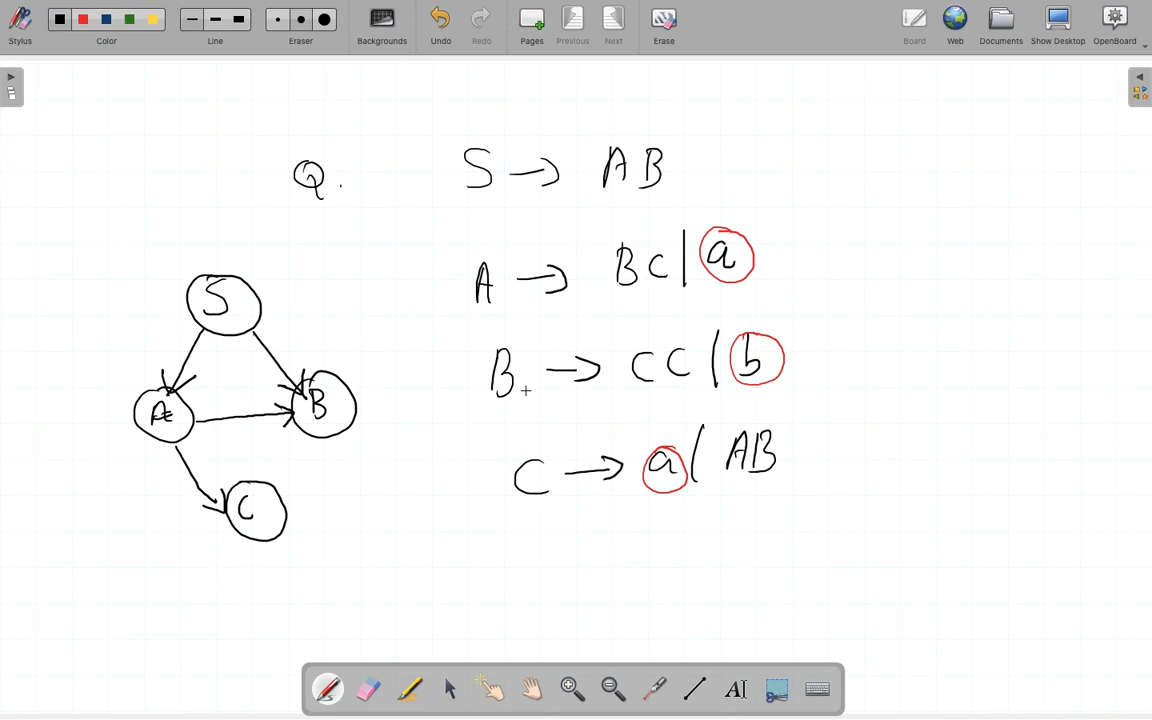 Stylus Color Line Eraser Backgrounds Undo Redo Pages Previous Next Erase Board Web Documents Show Desktop OpenBoard
Q. S → AB
A → BC | a
B → CC | b
C → a | AB
S
A B
C
AI